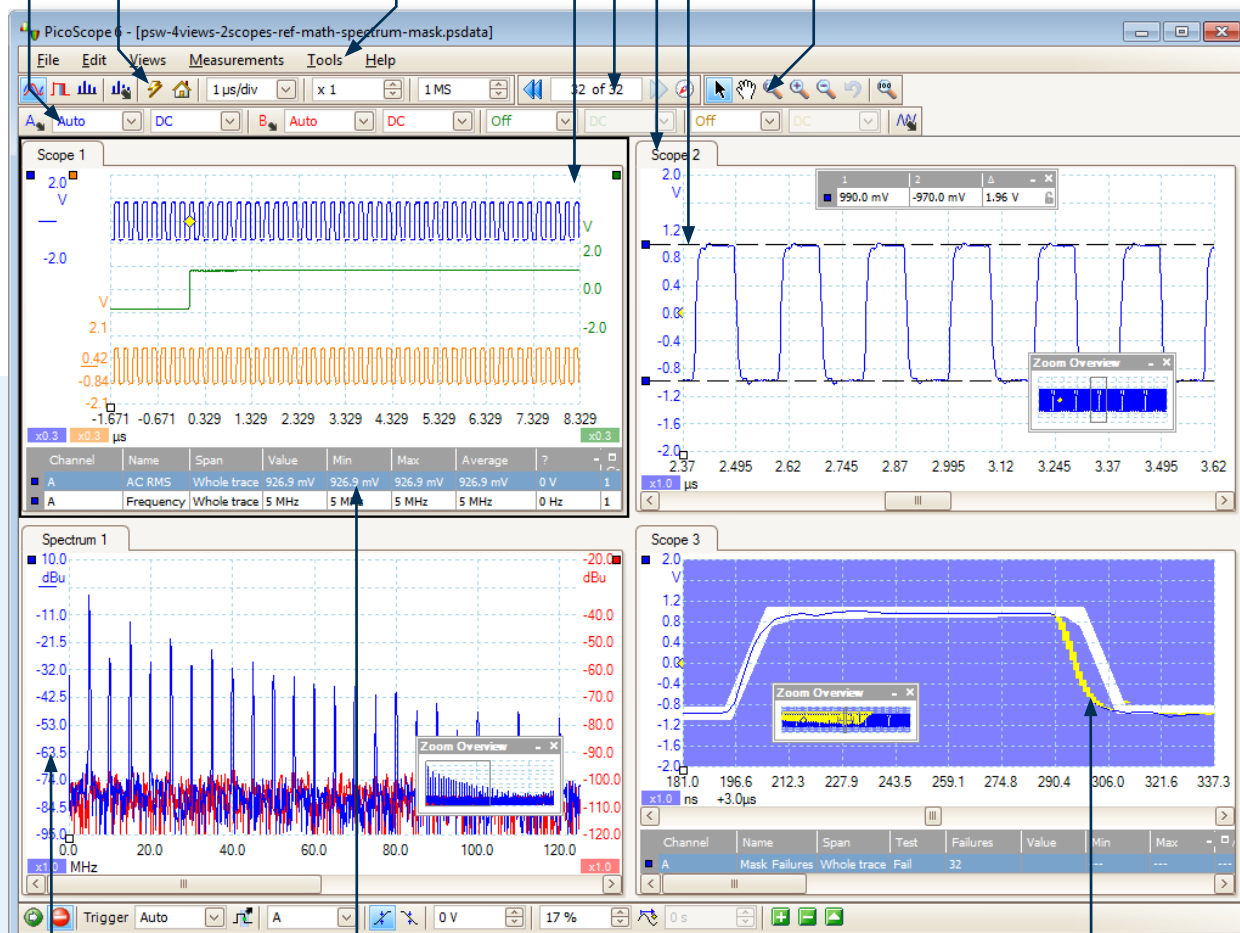 PicoScope 6 - [psw-4views-2scopes-ref-math-spectrum-mask.psdata]
File Edit Views Measurements Tools Help
1 µs/div x 1 1 MS 32 of 32
A Auto DC B Auto DC Off DC Off DC
Scope 1
2.0
V
-2.0
V
2.1
0.42
-0.84
-2.1
V
2.0
0.0
-2.0
-1.671 -0.671 0.329 1.329 2.329 3.329 4.329 5.329 6.329 7.329 8.329
x0.3 x0.3 µs x0.3
Channel Name Span Value Min Max Average ?
A AC RMS Whole trace 926.9 mV 926.9 mV 926.9 mV 926.9 mV 0 V 1
A Frequency Whole trace 5 MHz 5 MHz 5 MHz 5 MHz 0 Hz 1
Scope 2
1 2 Δ
990.0 mV -970.0 mV 1.96 V
2.0
V
1.2
0.8
0.4
0.0
-0.4
-0.8
-1.2
-1.6
-2.0
Zoom Overview
2.37 2.495 2.62 2.745 2.87 2.995 3.12 3.245 3.37 3.495 3.62
x1.0 µs
Spectrum 1
10.0
dBu
-11.0
-21.5
-32.0
-42.5
-53.0
-63.5
-74.0
-84.5
-95.0
-20.0
dBu
-40.0
-50.0
-60.0
-70.0
-80.0
-90.0
-100.0
-110.0
-120.0
Zoom Overview
0.0 20.0 40.0 60.0 80.0 100.0 120.0
x1.0 MHz x1.0
Scope 3
2.0
V
1.2
0.8
0.4
0.0
-0.4
-0.8
-1.2
-1.6
-2.0
Zoom Overview
181.0 196.6 212.3 227.9 243.5 259.1 274.8 290.4 306.0 321.6 337.3
x1.0 ns +3.0µs
Channel Name Span Test Failures Value Min Max
A Mask Failures Whole trace Fail 32 --- --- ---
Trigger Auto A 0 V 17 % 0 s